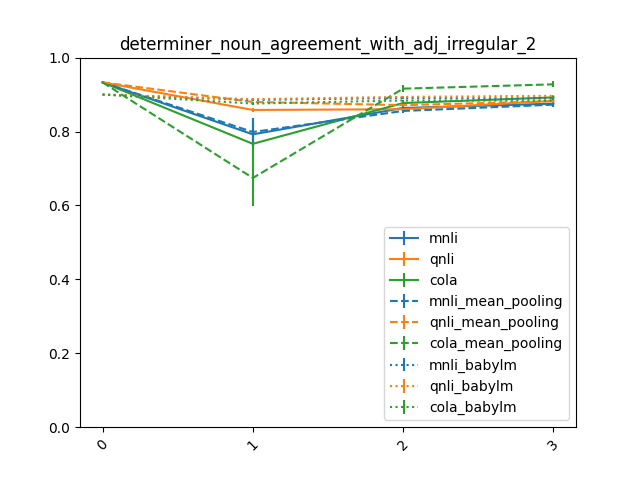 determiner_noun_agreement_with_adj_irregular_2
1.0
0.8
0.6
0.4
0.2
0.0
0
1
2
3
mnli
qnli
cola
mnli_mean_pooling
qnli_mean_pooling
cola_mean_pooling
mnli_babylm
qnli_babylm
cola_babylm